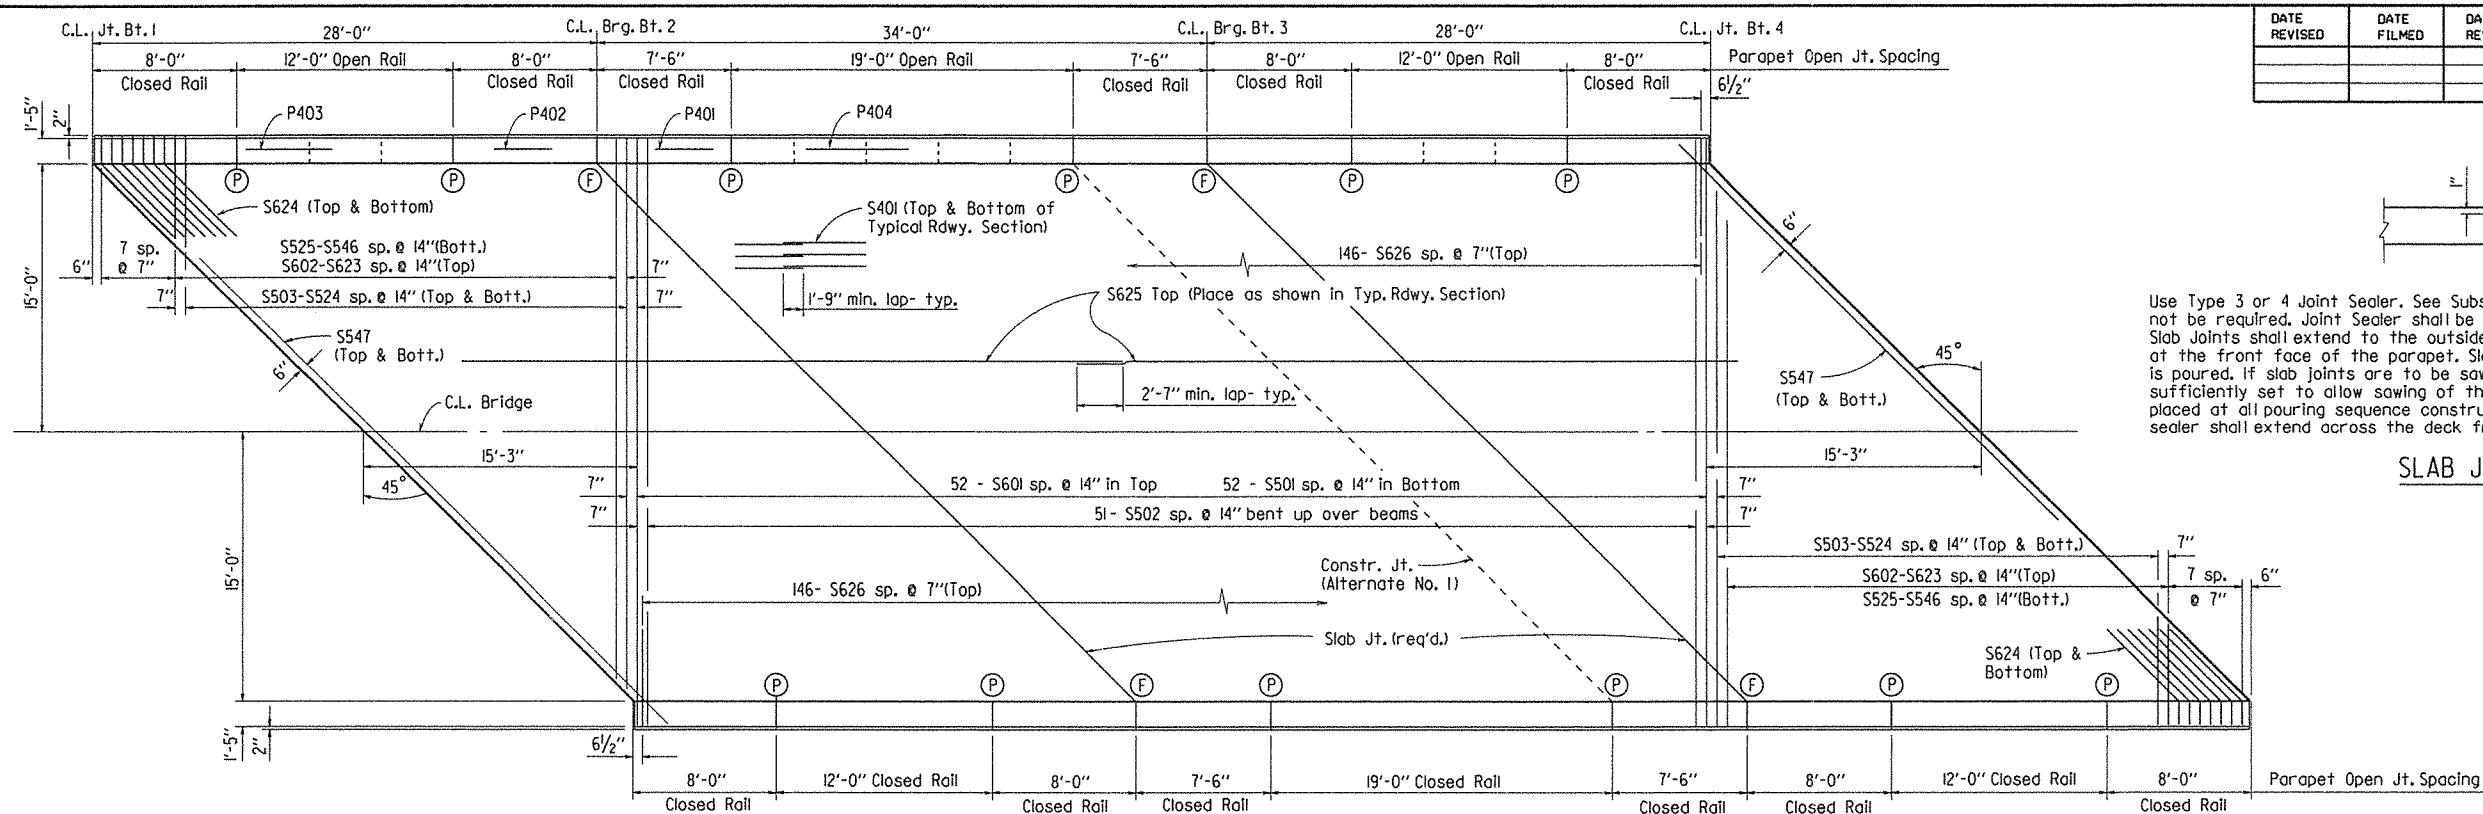 C.L. Jt. Bt. 1
28'-0"
C.L. Brg. Bt. 2
34'-0"
C.L. Brg. Bt. 3
28'-0"
C.L. Jt. Bt. 4
DATE REVISED
DATE FILMED
8'-0"
12'-0" Open Rail
8'-0"
7'-6"
19'-0" Open Rail
7'-6"
8'-0"
12'-0" Open Rail
8'-0"
Parapet Open Jt. Spacing
Closed Rail
Closed Rail
Closed Rail
Closed Rail
Closed Rail
Closed Rail
6½"
1'-5"
2"
P403
P402
P401
P404
P
P
F
P
P
F
P
P
1"
S624 (Top & Bottom)
S401 (Top & Bottom of
Typical Rdwy. Section)
6"
7 sp.
@ 7"
S525-S546 sp. @ 14"(Bott.)
S602-S623 sp. @ 14"(Top)
6"
7"
146- S626 sp. @ 7"(Top)
7"
S503-S524 sp. @ 14" (Top & Bott.)
7"
1'-9" min. lap- typ.
S625 Top (Place as shown in Typ. Rdwy. Section)
15'-0"
S547
(Top & Bott.)
6"
2'-7" min. lap- typ.
S547
(Top & Bott.)
45°
C.L. Bridge
Use Type 3 or 4 Joint Sealer. See Subs
not be required. Joint Sealer shall be
Slab Joints shall extend to the outside
at the front face of the parapet. Sla
is poured. If slab joints are to be saw
sufficiently set to allow sawing of th
placed at all pouring sequence constru
sealer shall extend across the deck fr
SLAB J
15'-3"
15'-3"
45°
7"
52 - S601 sp. @ 14" in Top
52 - S501 sp. @ 14" in Bottom
7"
7"
51- S502 sp. @ 14" bent up over beams
7"
15'-0"
S503-S524 sp. @ 14" (Top & Bott.)
7"
Constr. Jt.
(Alternate No. 1)
S602-S623 sp. @ 14"(Top)
S525-S546 sp. @ 14"(Bott.)
7 sp.
@ 7"
6"
146- S626 sp. @ 7"(Top)
Slab Jt. (req'd.)
S624 (Top &
Bottom)
P
P
F
P
P
F
P
P
1'-5"
2"
6½"
8'-0"
12'-0" Closed Rail
8'-0"
7'-6"
19'-0" Closed Rail
7'-6"
8'-0"
12'-0" Closed Rail
8'-0"
Parapet Open Jt. Spacing
Closed Rail
Closed Rail
Closed Rail
Closed Rail
Closed Rail
Closed Rail